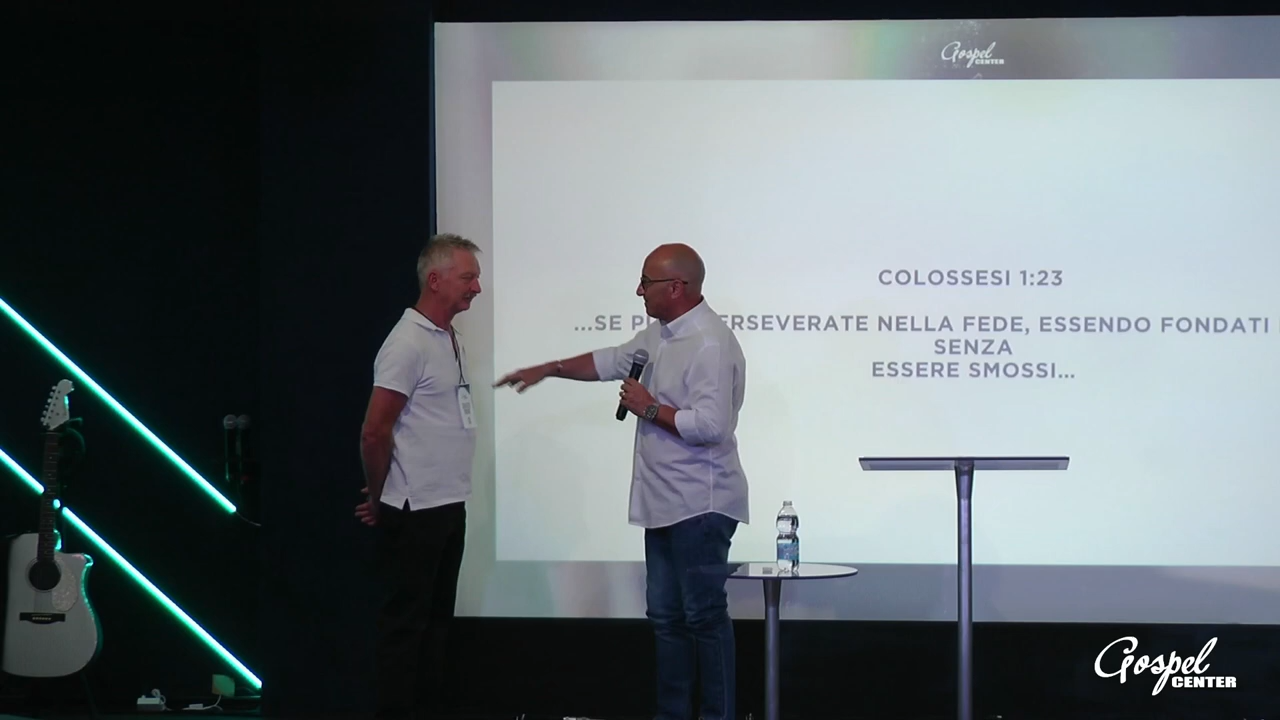 Gospel
CENTER
COLOSSESI 1:23
...SE PERSEVERATE NELLA FEDE, ESSENDO FONDATI
SENZA
ESSERE SMOSSI...
Gospel
CENTER